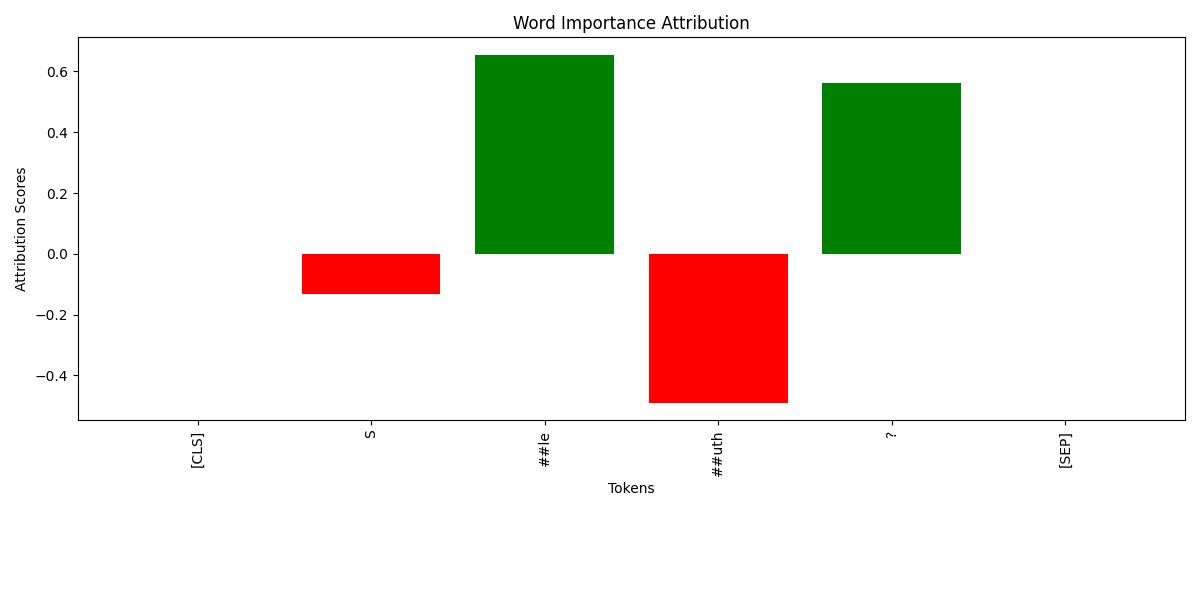 Word Importance Attribution
Attribution Scores
0.6
0.4
0.2
0.0
−0.2
−0.4
[CLS]
S
##le
##uth
?
[SEP]
Tokens